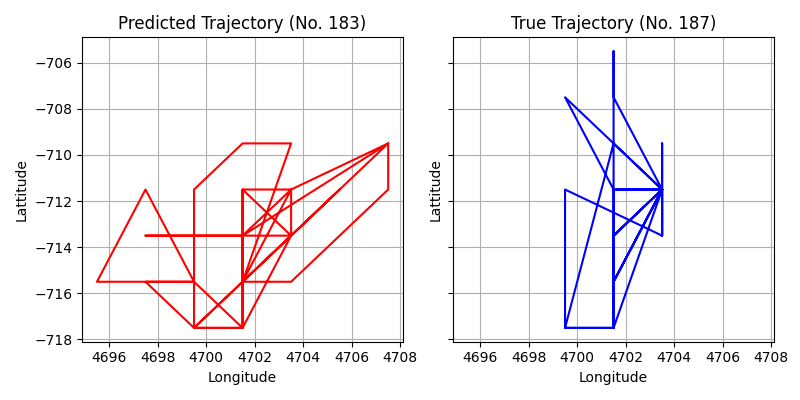 Predicted Trajectory (No. 183)
True Trajectory (No. 187)
−706
−708
−710
−712
−714
−716
−718
Lattitude
Lattitude
4696 4698 4700 4702 4704 4706 4708
4696 4698 4700 4702 4704 4706 4708
Longitude
Longitude